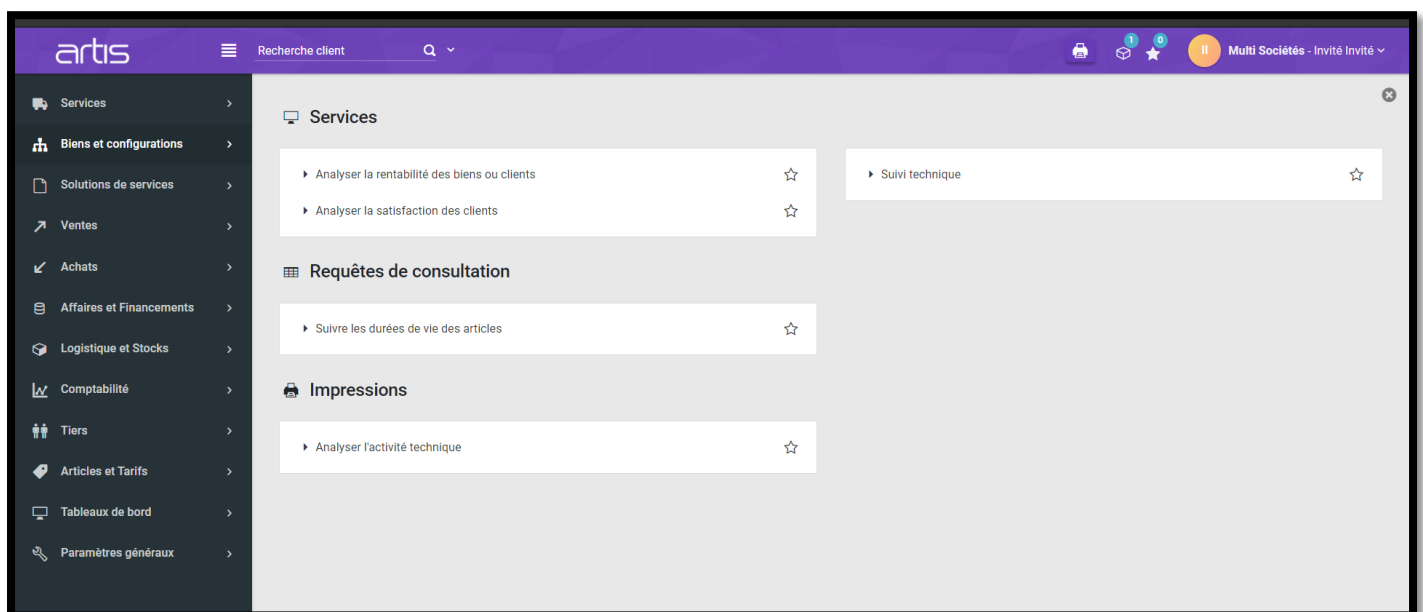 artis
Recherche client
1
0
II
Multi Sociétés - Invité Invité
Services
Biens et configurations
Solutions de services
Ventes
Achats
Affaires et Financements
Logistique et Stocks
Comptabilité
Tiers
Articles et Tarifs
Tableaux de bord
Paramètres généraux
Services
Analyser la rentabilité des biens ou clients
Analyser la satisfaction des clients
Suivi technique
Requêtes de consultation
Suivre les durées de vie des articles
Impressions
Analyser l'activité technique